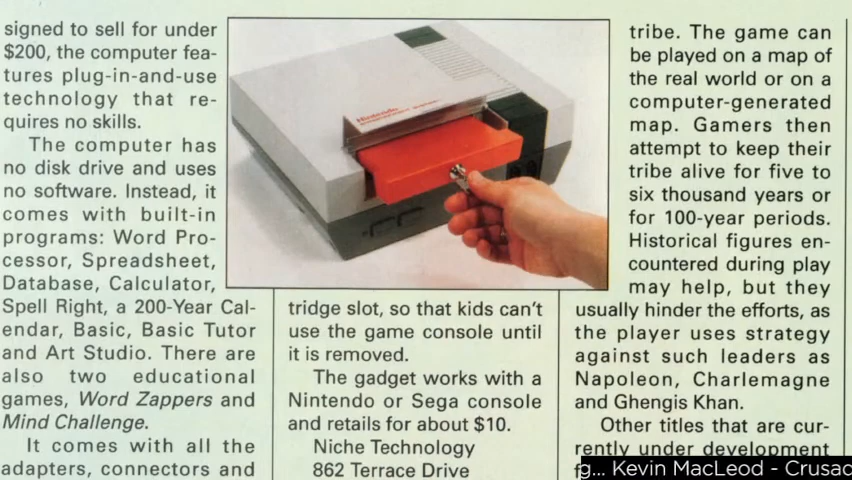 signed to sell for under
$200, the computer fea-
tures plug-in-and-use
technology that re-
quires no skills.
The computer has
no disk drive and uses
no software. Instead, it
comes with built-in
programs: Word Pro-
cessor, Spreadsheet,
Database, Calculator,
Spell Right, a 200-Year Cal-
endar, Basic, Basic Tutor
and Art Studio. There are
also two educational
games, Word Zappers and
Mind Challenge.
It comes with all the
adapters, connectors and
Nintendo
tridge slot, so that kids can't
use the game console until
it is removed.
The gadget works with a
Nintendo or Sega console
and retails for about $10.
Niche Technology
862 Terrace Drive
tribe. The game can
be played on a map of
the real world or on a
computer-generated
map. Gamers then
attempt to keep their
tribe alive for five to
six thousand years or
for 100-year periods.
Historical figures en-
countered during play
may help, but they
usually hinder the efforts, as
the player uses strategy
against such leaders as
Napoleon, Charlemagne
and Ghengis Khan.
Other titles that are cur-
rently under development
g... Kevin MacLeod - Crusad